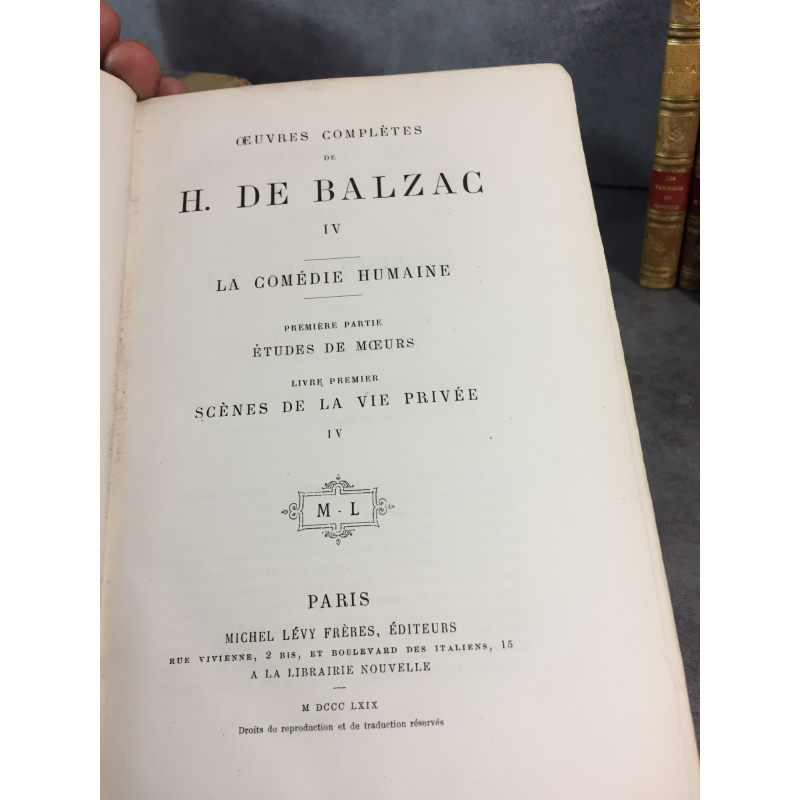 ŒUVRES COMPLÈTES
DE
H. DE BALZAC
IV
LA COMÉDIE HUMAINE
PREMIÈRE PARTIE
ÉTUDES DE MŒURS
LIVRE PREMIER
SCÈNES DE LA VIE PRIVÉE
IV
M - L
PARIS
MICHEL LÉVY FRÈRES, ÉDITEURS
RUE VIVIENNE, 2 BIS, ET BOULEVARD DES ITALIENS, 15
A LA LIBRAIRIE NOUVELLE
M DCCC LXIX
Droits de reproduction et de traduction réservés
LES